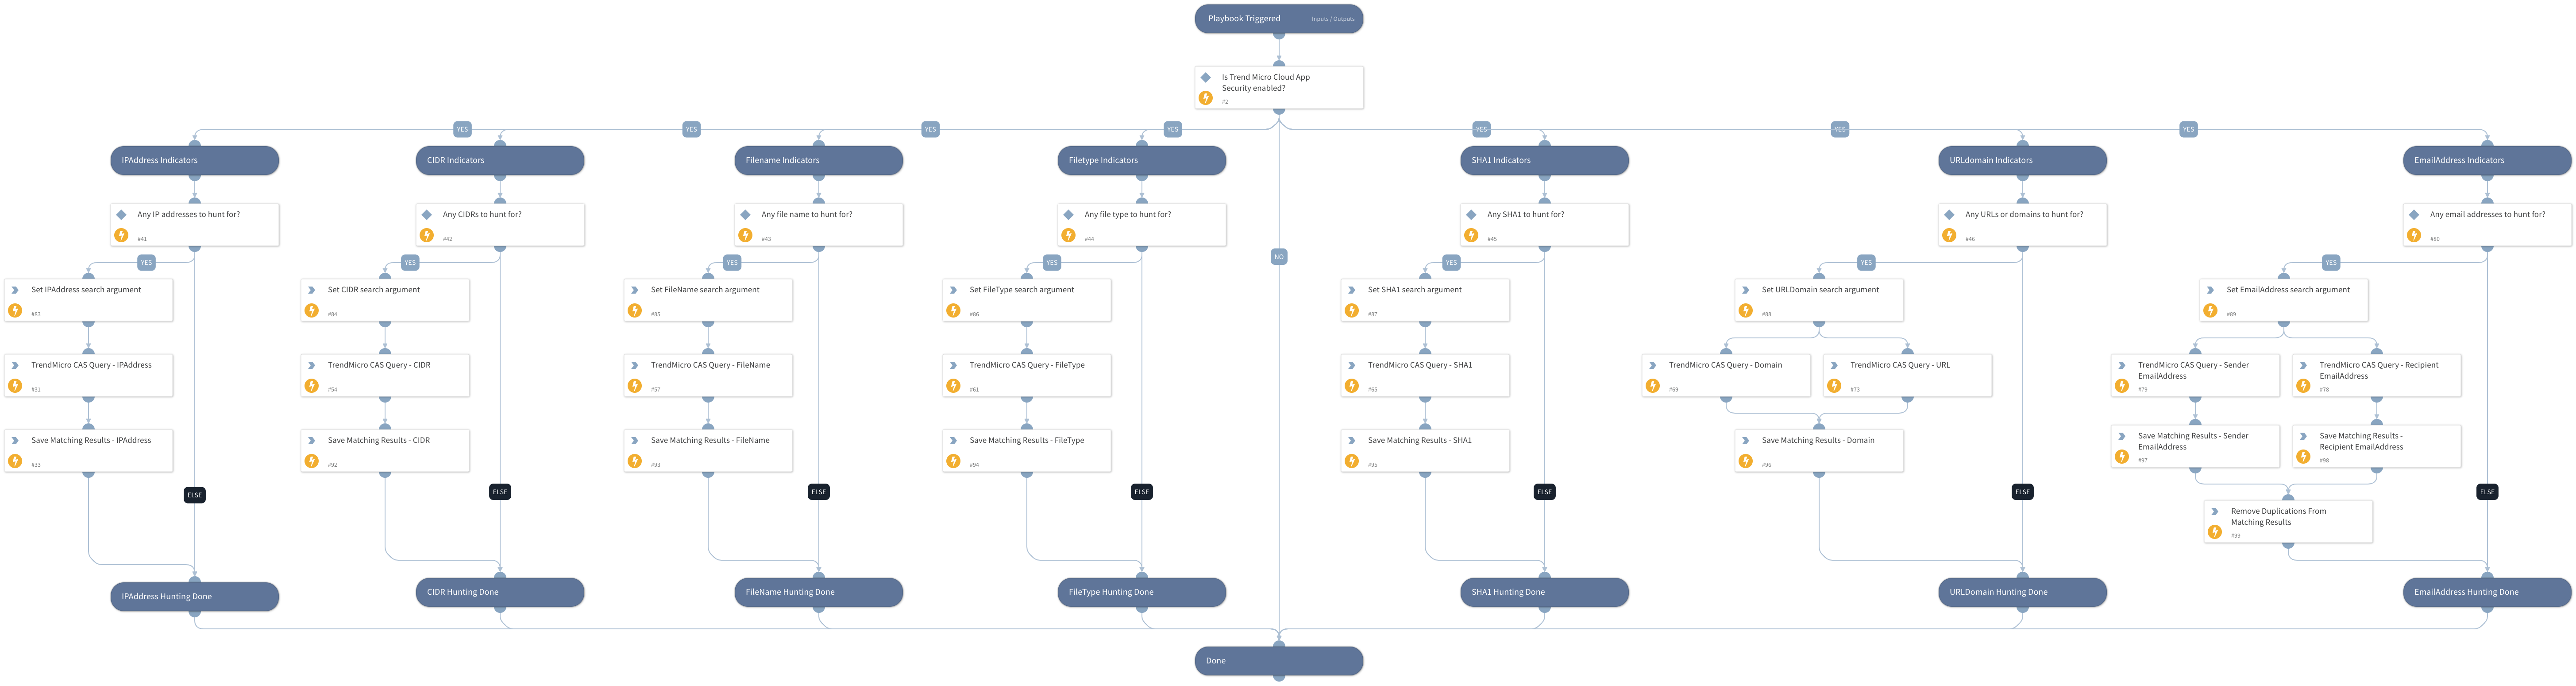 Playbook Triggered
Inputs / Outputs
Is Trend Micro Cloud App
Security enabled?
#2
YES
YES
YES
YES
YES
YES
YES
IPAddress Indicators
CIDR Indicators
Filename Indicators
Filetype Indicators
SHA1 Indicators
URLdomain Indicators
EmailAddress Indicators
Any IP addresses to hunt for?
#41
Any CIDRs to hunt for?
#42
Any file name to hunt for?
#43
Any file type to hunt for?
#44
Any SHA1 to hunt for?
#45
Any URLs or domains to hunt for?
#46
Any email addresses to hunt for?
#80
NO
YES
YES
YES
YES
YES
YES
YES
Set IPAddress search argument
#83
Set CIDR search argument
#84
Set FileName search argument
#85
Set FileType search argument
#86
Set SHA1 search argument
#87
Set URLDomain search argument
#88
Set EmailAddress search argument
#89
TrendMicro CAS Query - IPAddress
#31
TrendMicro CAS Query - CIDR
#54
TrendMicro CAS Query - FileName
#57
TrendMicro CAS Query - FileType
#61
TrendMicro CAS Query - SHA1
#65
TrendMicro CAS Query - Domain
#69
TrendMicro CAS Query - URL
#73
TrendMicro CAS Query - Sender
EmailAddress
#79
TrendMicro CAS Query - Recipient
EmailAddress
#78
Save Matching Results - IPAddress
#33
Save Matching Results - CIDR
#92
Save Matching Results - FileName
#93
Save Matching Results - FileType
#94
Save Matching Results - SHA1
#95
Save Matching Results - Domain
#96
Save Matching Results - Sender
EmailAddress
#97
Save Matching Results -
Recipient EmailAddress
#98
ELSE
ELSE
ELSE
ELSE
ELSE
ELSE
ELSE
Remove Duplications From
Matching Results
#99
IPAddress Hunting Done
CIDR Hunting Done
FileName Hunting Done
FileType Hunting Done
SHA1 Hunting Done
URLDomain Hunting Done
EmailAddress Hunting Done
Done